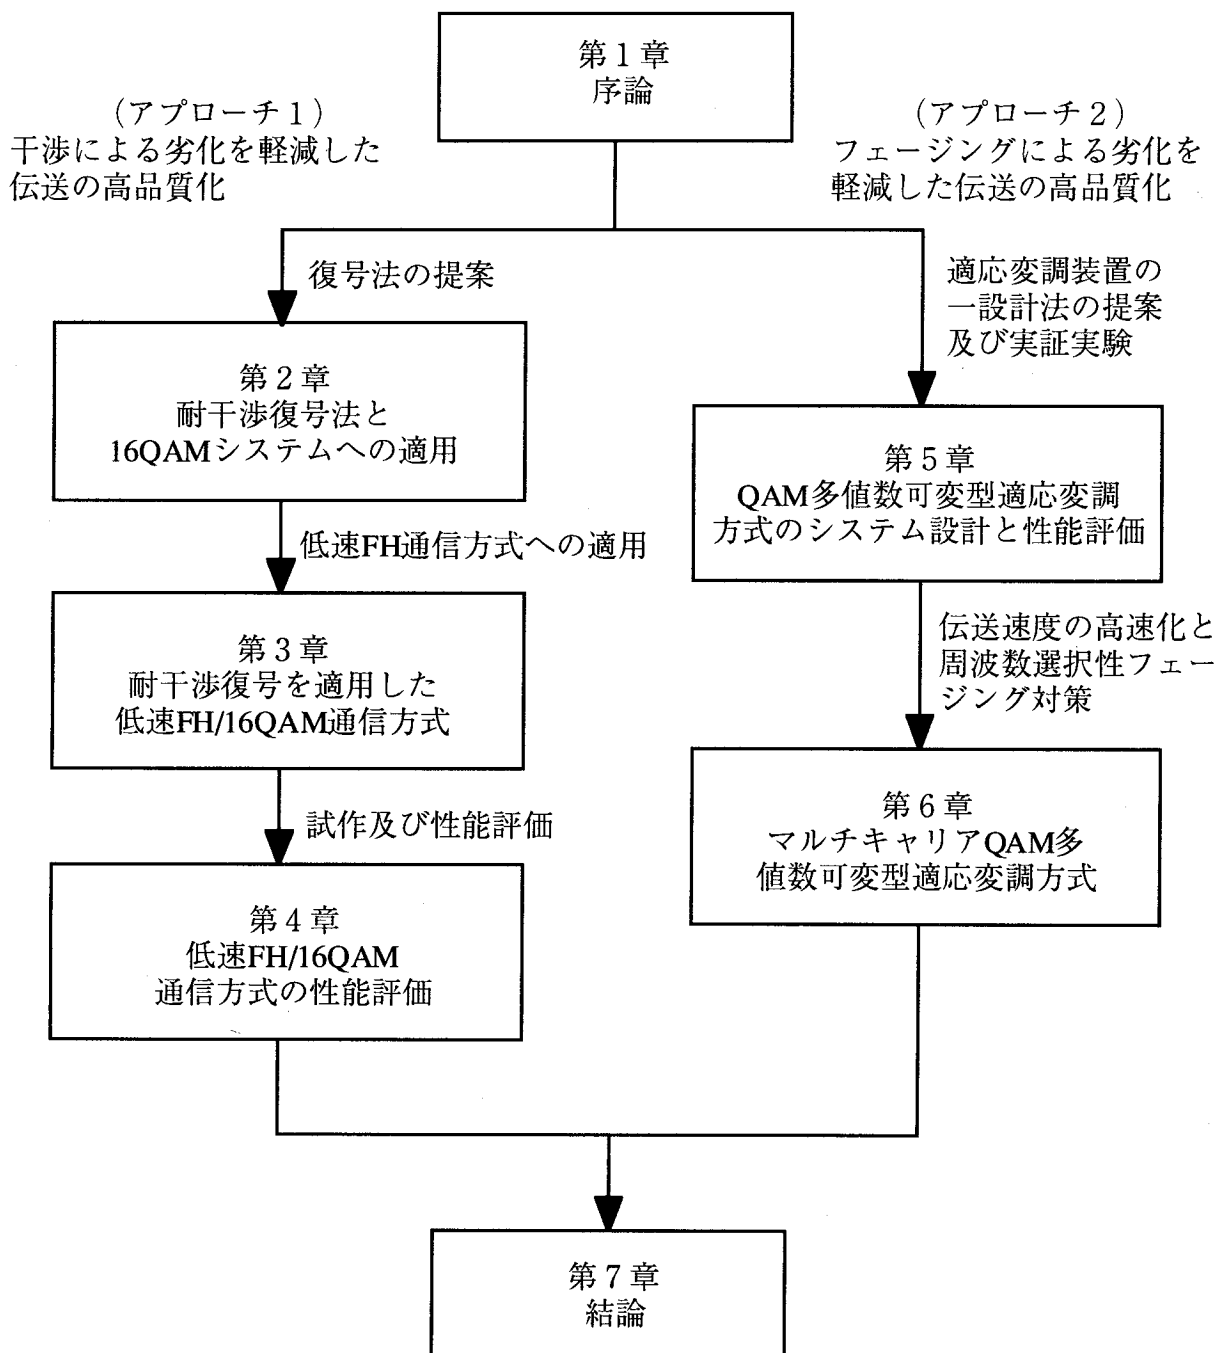 第1章
序論
(アプローチ1)
干渉による劣化を軽減した
伝送の高品質化
(アプローチ2)
フェージングによる劣化を
軽減した伝送の高品質化
復号法の提案
適応変調装置の
一設計法の提案
及び実証実験
第2章
耐干渉復号法と
16QAMシステムへの適用
低速FH通信方式への適用
第3章
耐干渉復号を適用した
低速FH/16QAM通信方式
試作及び性能評価
第4章
低速FH/16QAM
通信方式の性能評価
第5章
QAM多値数可変型適応変調
方式のシステム設計と性能評価
伝送速度の高速化と
周波数選択性フェー
ジング対策
第6章
マルチキャリアQAM多
値数可変型適応変調方式
第7章
結論